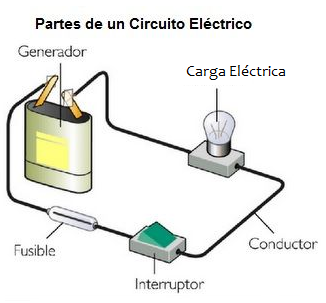 Partes de un Circuito Eléctrico
Generador
Carga Eléctrica
Fusible
Conductor
Interruptor